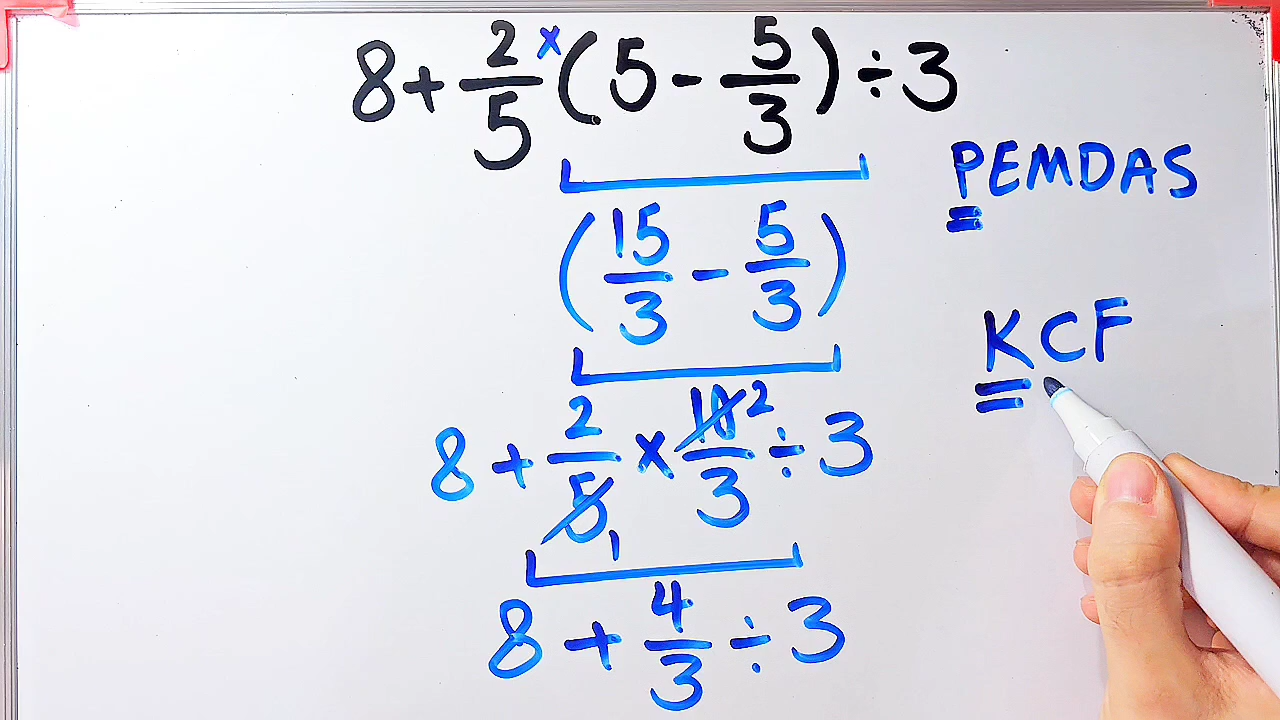 8 + 2/5 × (5 - 5/3) ÷ 3
PEMDAS
(15/3 - 5/3)
KCF
8 + 2/5 1 × 10/3 2 ÷ 3
8 + 4/3 ÷ 3